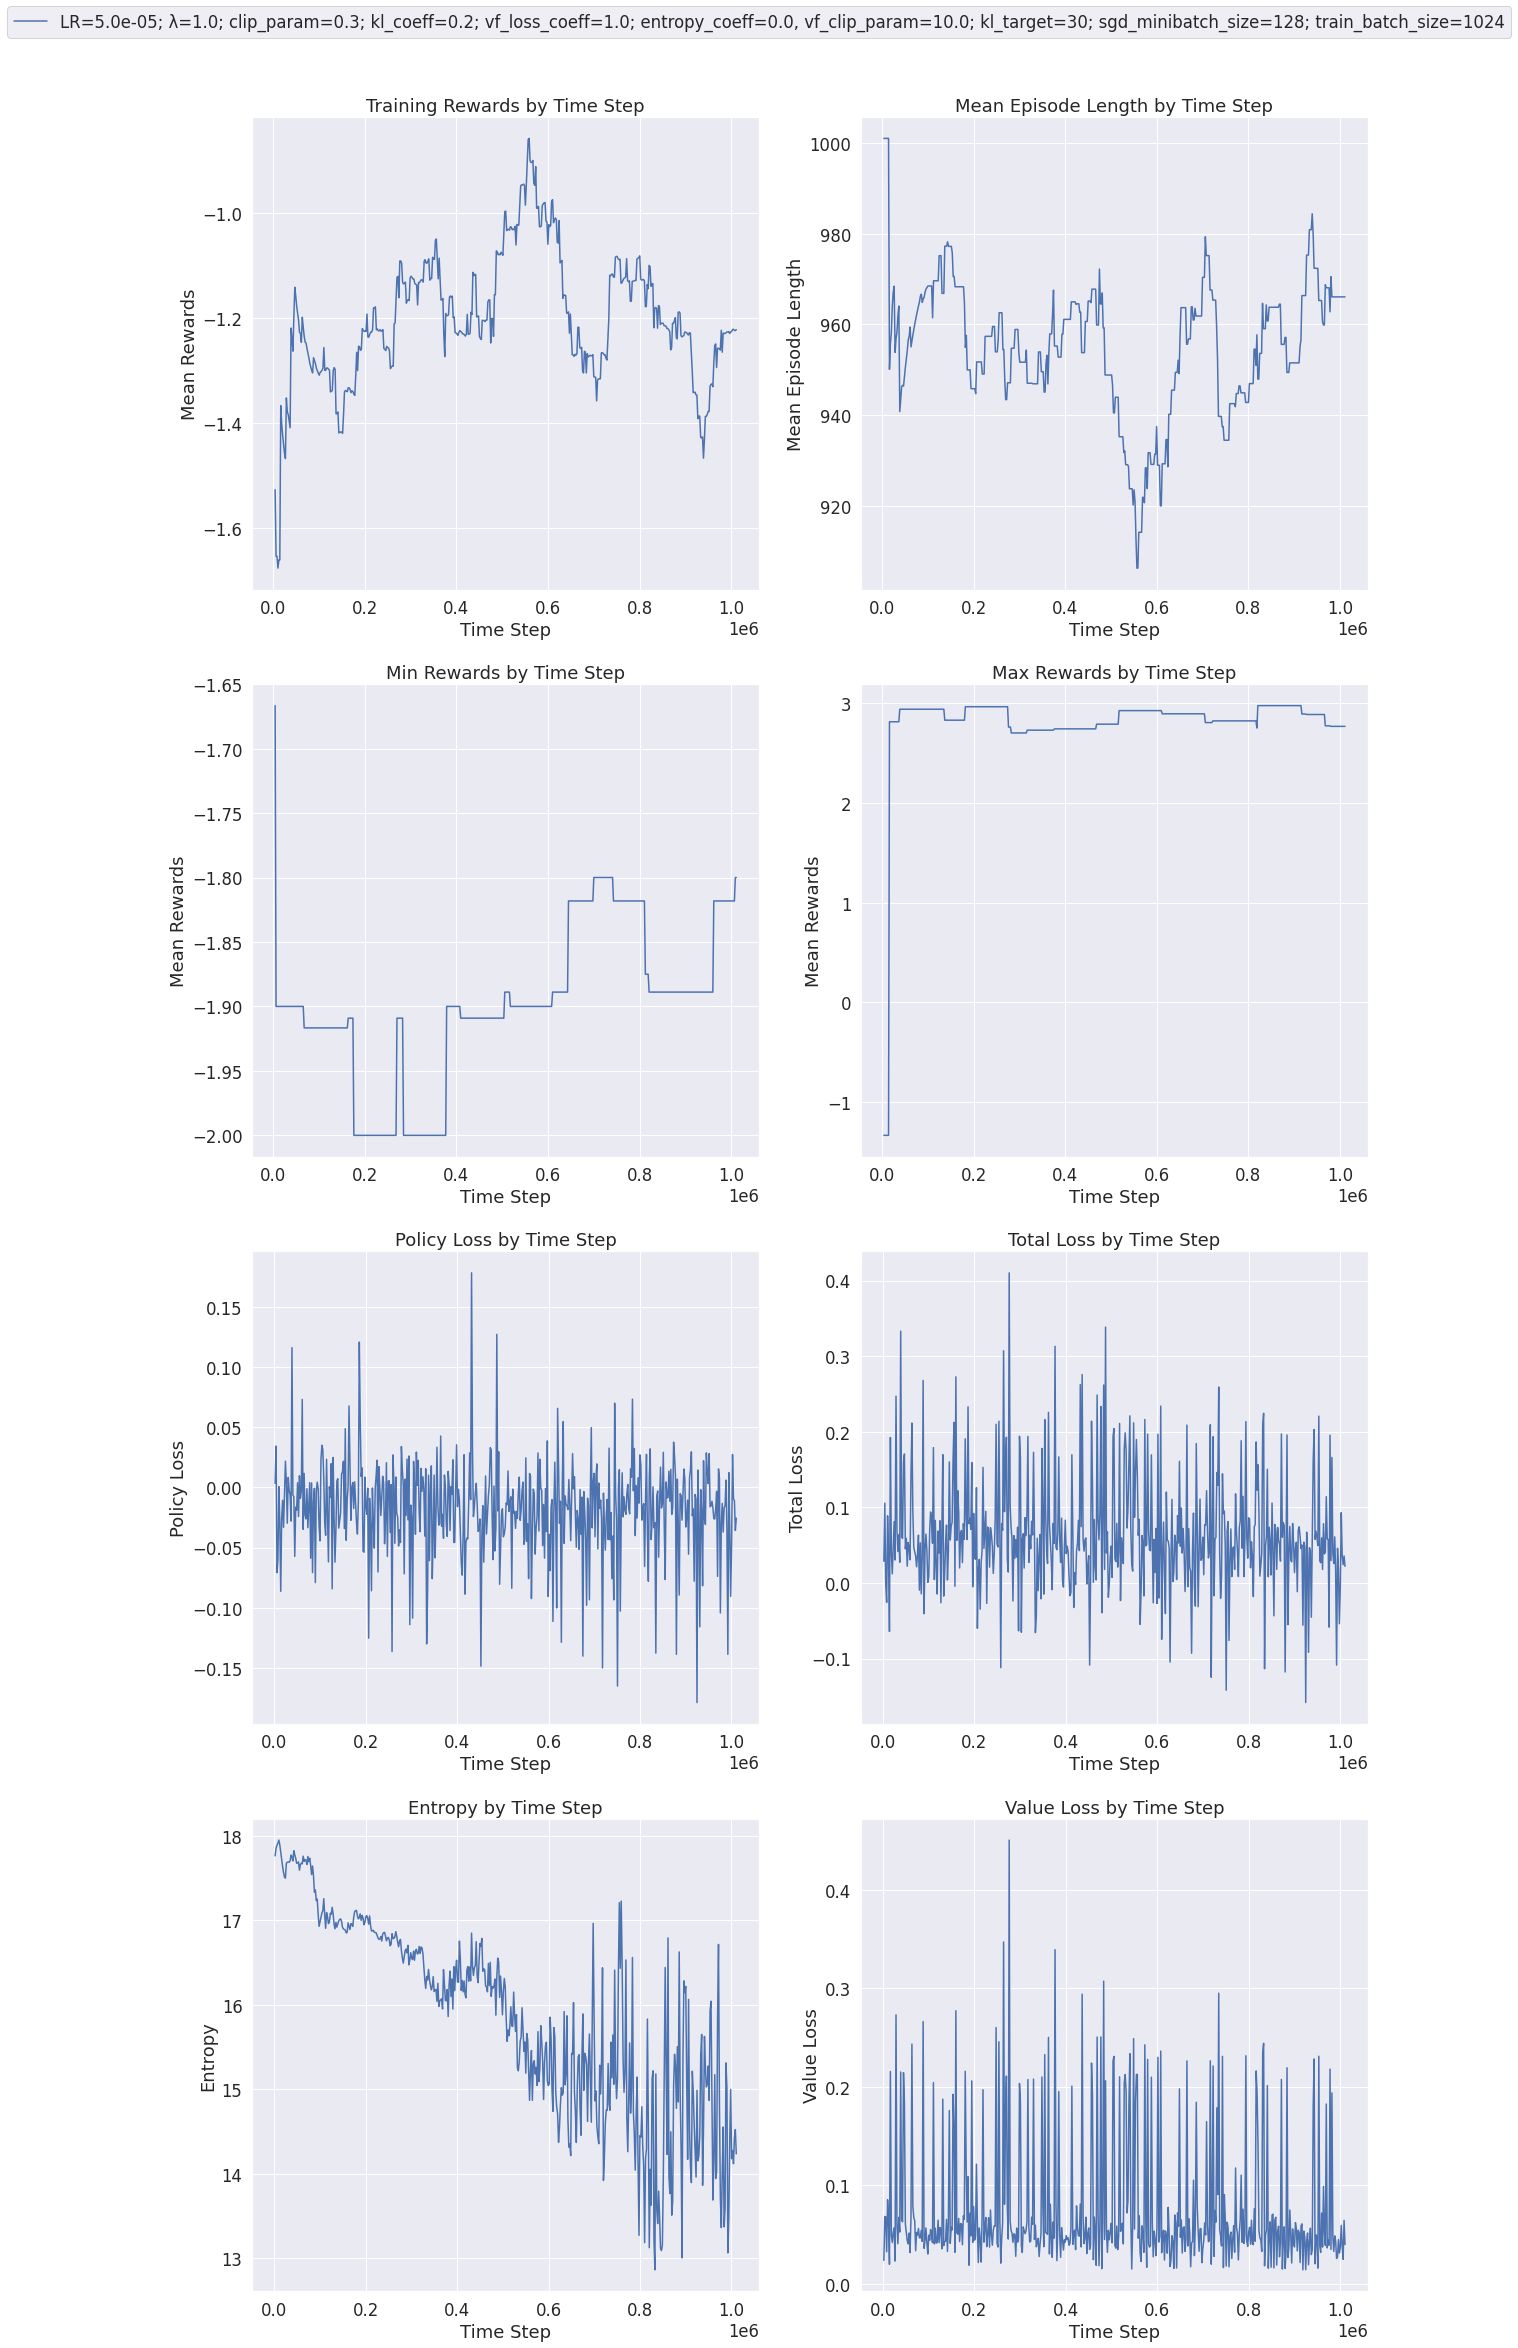 LR=5.0e-05; λ=1.0; clip_param=0.3; kl_coeff=0.2; vf_loss_coeff=1.0; entropy_coeff=0.0, vf_clip_param=10.0; kl_target=30; sgd_minibatch_size=128; train_batch_size=1024
Training Rewards by Time Step
Mean Rewards
−1.0
−1.2
−1.4
−1.6
0.0 0.2 0.4 0.6 0.8 1.0
1e6
Time Step
Mean Episode Length by Time Step
Mean Episode Length
1000
980
960
940
920
0.0 0.2 0.4 0.6 0.8 1.0
1e6
Time Step
Min Rewards by Time Step
Mean Rewards
−1.65
−1.70
−1.75
−1.80
−1.85
−1.90
−1.95
−2.00
0.0 0.2 0.4 0.6 0.8 1.0
1e6
Time Step
Max Rewards by Time Step
Mean Rewards
3
2
1
0
−1
0.0 0.2 0.4 0.6 0.8 1.0
1e6
Time Step
Policy Loss by Time Step
Policy Loss
0.15
0.10
0.05
0.00
−0.05
−0.10
−0.15
0.0 0.2 0.4 0.6 0.8 1.0
1e6
Time Step
Total Loss by Time Step
Total Loss
0.4
0.3
0.2
0.1
0.0
−0.1
0.0 0.2 0.4 0.6 0.8 1.0
1e6
Time Step
Entropy by Time Step
Entropy
18
17
16
15
14
13
0.0 0.2 0.4 0.6 0.8 1.0
1e6
Time Step
Value Loss by Time Step
Value Loss
0.4
0.3
0.2
0.1
0.0
0.0 0.2 0.4 0.6 0.8 1.0
1e6
Time Step